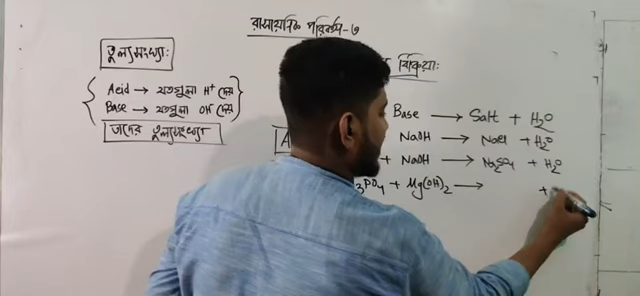 রাসায়নিক পরিবর্তন-৩
তুল্যসংখ্যা:
Acid → যতগুলা H⁺ দেয়
Base → যতগুলা OH দেয়
তাদের তুল্যসংখ্যা
বিক্রিয়া:
Base → Salt + H₂O
NaOH → NaCl + H₂O
+ NaOH → Na₂SO₄ + H₂O
₃PO₄ + Mg(OH)₂ → +